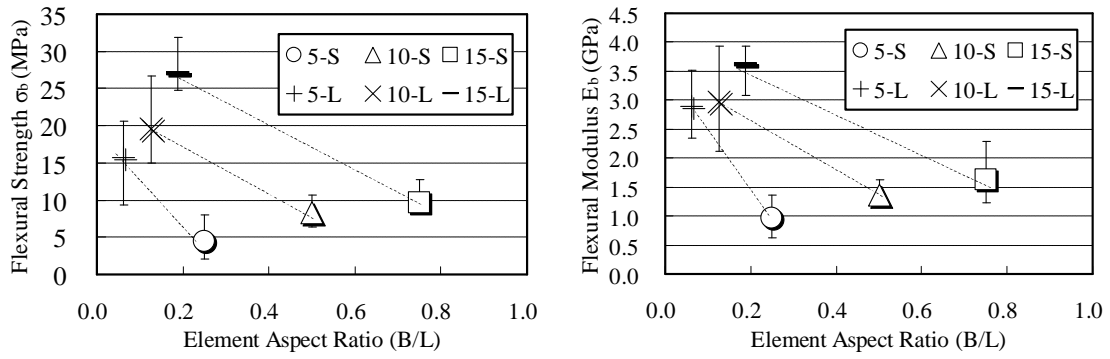 Flexural Strength σb (MPa)
35
30
25
20
15
10
5
0
5-S 10-S 15-S
5-L 10-L 15-L
0.0 0.2 0.4 0.6 0.8 1.0
Element Aspect Ratio (B/L)
Flexural Modulus Eb (GPa)
4.5
4.0
3.5
3.0
2.5
2.0
1.5
1.0
0.5
0.0
5-S 10-S 15-S
5-L 10-L 15-L
0.0 0.2 0.4 0.6 0.8 1.0
Element Aspect Ratio (B/L)